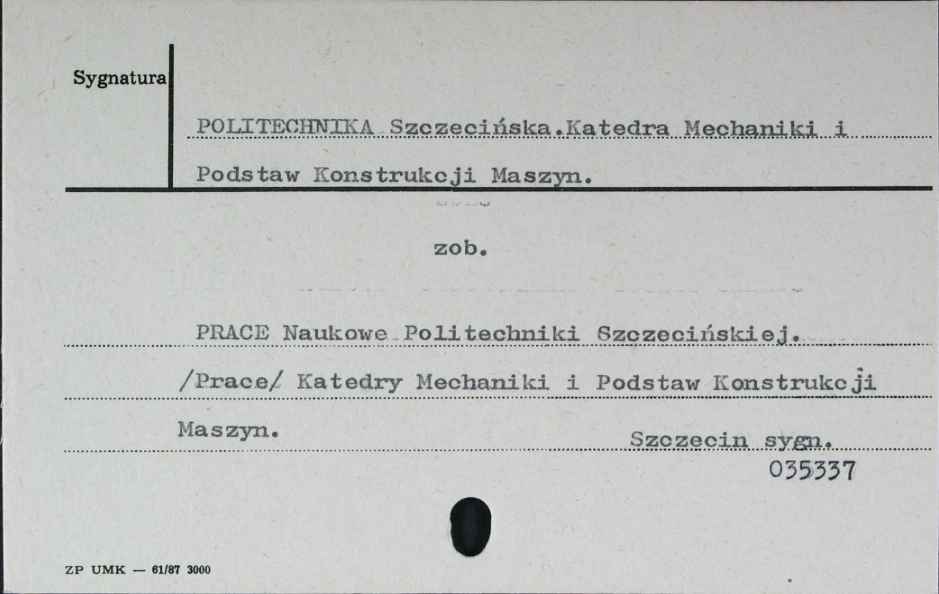 Sygnatura
POLITECHNIKA Szczecińska.Katedra Mechaniki i
Podstaw Konstrukcji Maszyn.
zob.
PRACE Naukowe Politechniki Szczecińskiej.
/Prace/ Katedry Mechaniki i Podstaw Konstrukcji
Maszyn.
Szczecin sygn.
035337
ZP UMK — 61/87 3000